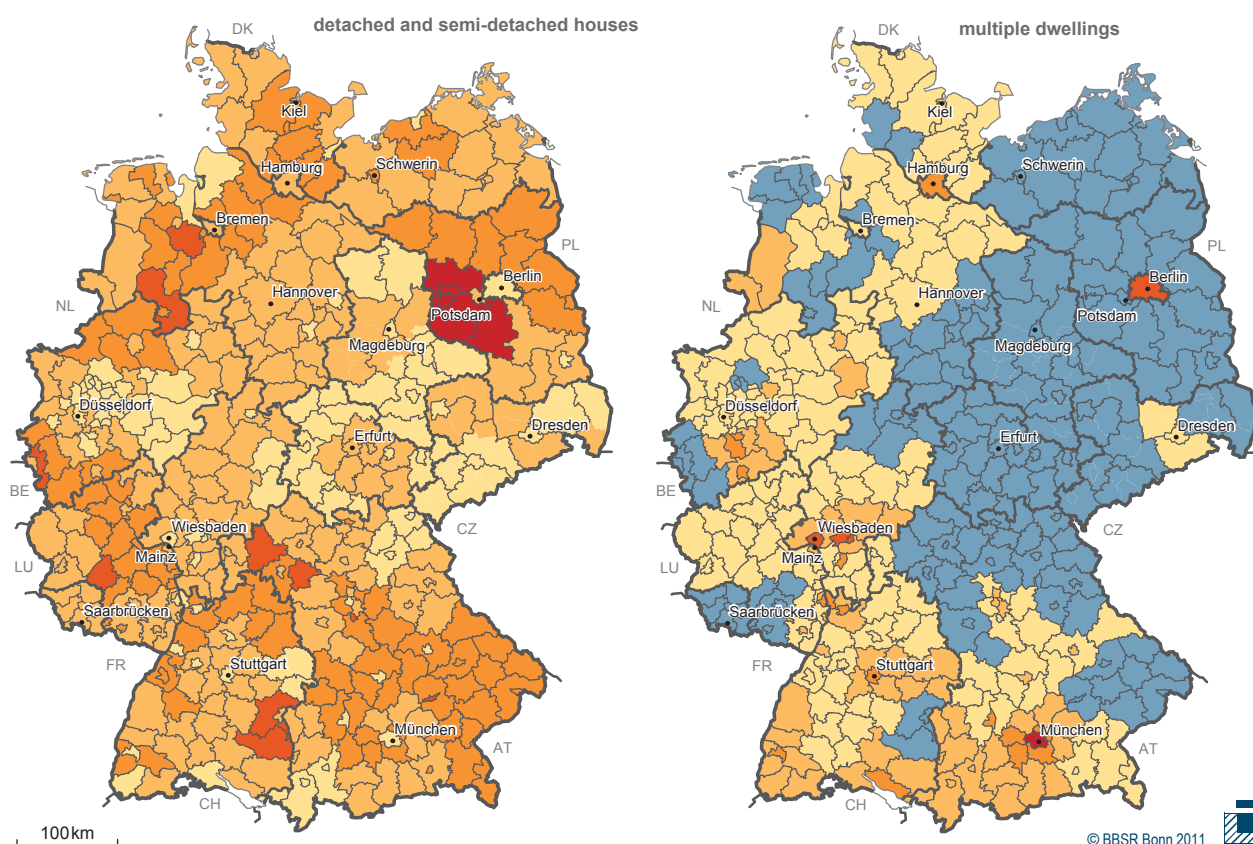 detached and semi-detached houses
DK
Kiel
Hamburg
Schwerin
Bremen
PL
Berlin
NL
Hannover
Potsdam
Magdeburg
Düsseldorf
Dresden
Erfurt
BE
CZ
Wiesbaden
Mainz
LU
Saarbrücken
FR
Stuttgart
München
AT
CH
100 km
multiple dwellings
DK
Kiel
Hamburg
Schwerin
Bremen
PL
Berlin
NL
Hannover
Potsdam
Magdeburg
Düsseldorf
Dresden
Erfurt
BE
CZ
Wiesbaden
Mainz
LU
Saarbrücken
FR
Stuttgart
München
AT
CH
© BBSR Bonn 2011